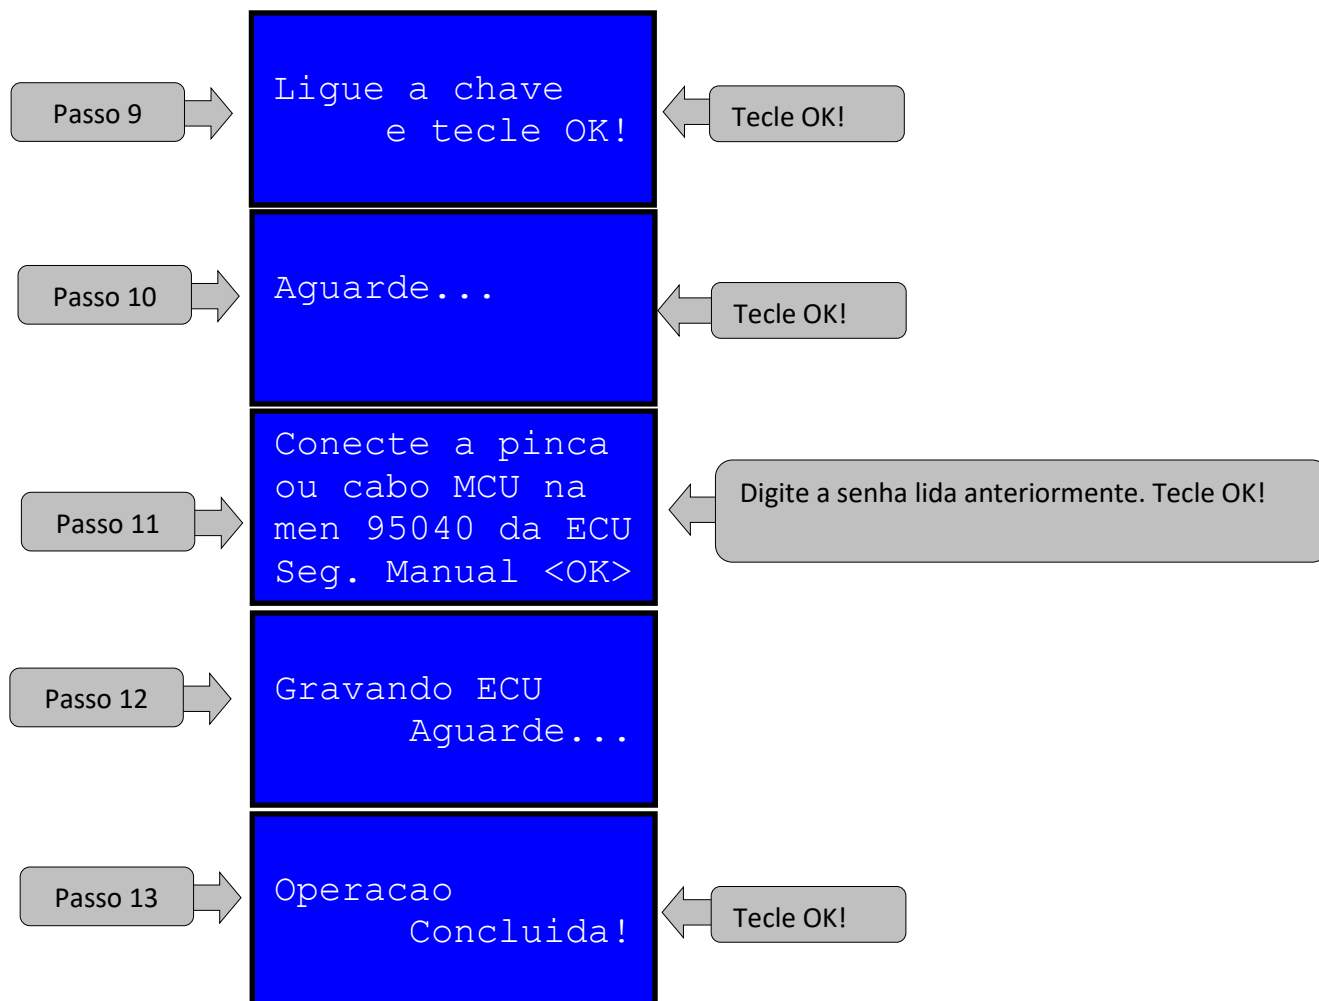 Passo 9
Ligue a chave
e tecle OK!
Tecle OK!
Passo 10
Aguarde...
Tecle OK!
Passo 11
Conecte a pinca
ou cabo MCU na
men 95040 da ECU
Seg. Manual <OK>
Digite a senha lida anteriormente. Tecle OK!
Passo 12
Gravando ECU
Aguarde...
Passo 13
Operacao
Concluida!
Tecle OK!